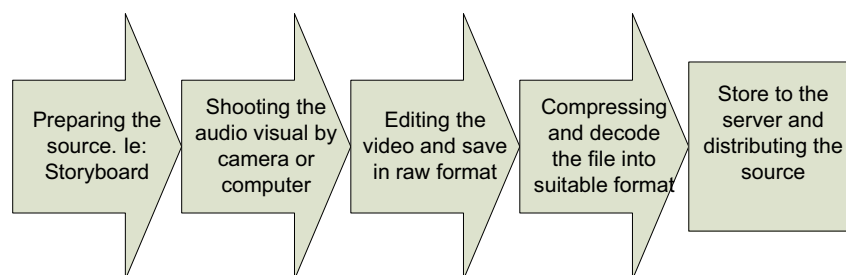 Preparing the
source. Ie:
Storyboard
Shooting the
audio visual by
camera or
computer
Editing the
video and save
in raw format
Compressing
and decode
the file into
suitable format
Store to the
server and
distributing the
source